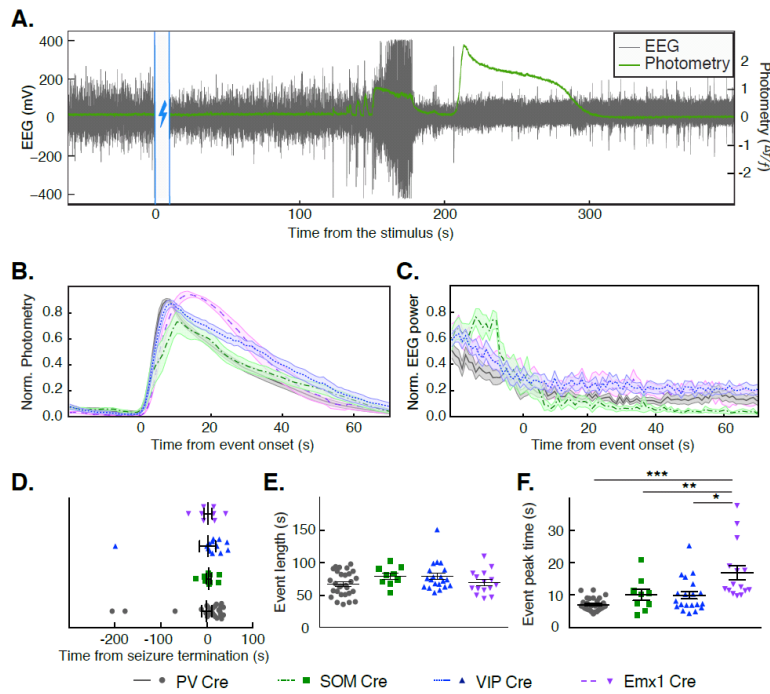 A.
EEG
Photometry
EEG (mV)
400
200
0
−200
−400
2
1
0
-1
-2
Photometry (Δf/f)
0
100
200
300
Time from the stimulus (s)
B.
Norm. Photometry
0.8
0.6
0.4
0.2
0.0
0
20
40
60
Time from event onset (s)
C.
Norm. EEG power
0.8
0.6
0.4
0.2
0.0
0
20
40
60
Time from event onset (s)
D.
-200
-100
0
100
Time from seizure termination (s)
E.
Event length (s)
150
100
50
0
F.
Event peak time (s)
30
20
10
0
***
**
*
PV Cre
SOM Cre
VIP Cre
Emx1 Cre